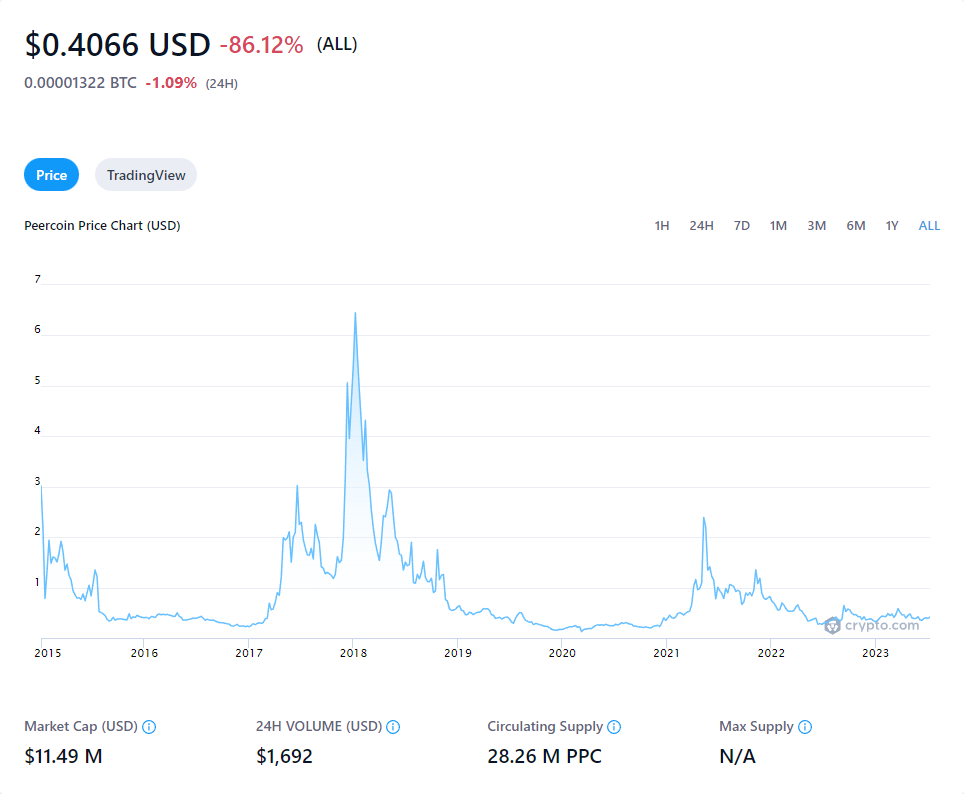 $0.4066 USD -86.12% (ALL)
0.00001322 BTC -1.09% (24H)
Price TradingView
Peercoin Price Chart (USD) 1H 24H 7D 1M 3M 6M 1Y ALL
7
6
5
4
3
2
1
crypto.com
2015 2016 2017 2018 2019 2020 2021 2022 2023
Market Cap (USD) 24H VOLUME (USD) Circulating Supply Max Supply
$11.49 M $1,692 28.26 M PPC N/A